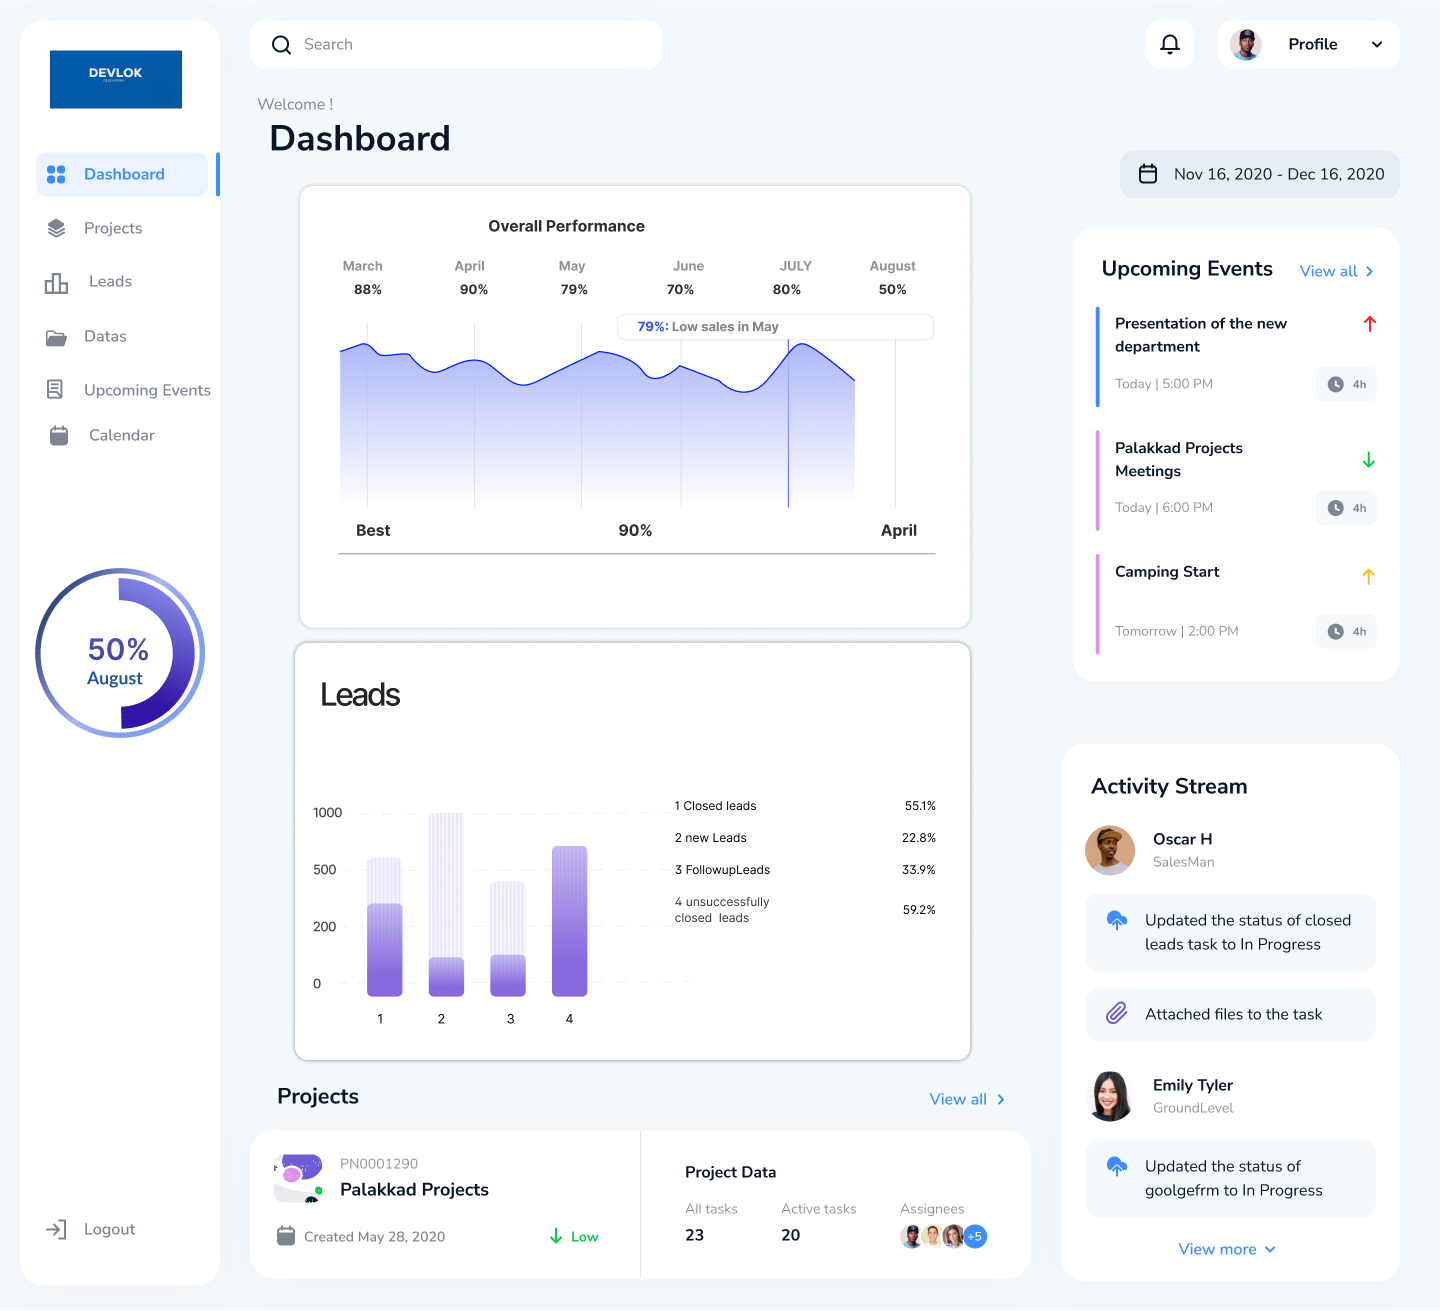 DEVLOK
DEVELOPERS
Search
Profile
Welcome !
Dashboard
Nov 16, 2020 - Dec 16, 2020
Dashboard
Projects
Leads
Datas
Upcoming Events
Calendar
50%
August
Logout
Overall Performance
March April May June JULY August
88% 90% 79% 70% 80% 50%
79%: Low sales in May
Best 90% April
Leads
1000
500
200
0
1 2 3 4
1 Closed leads 55.1%
2 new Leads 22.8%
3 FollowupLeads 33.9%
4 unsuccessfully
closed leads 59.2%
Projects View all
PN0001290
Palakkad Projects
Created May 28, 2020 Low
Project Data
All tasks Active tasks Assignees
23 20 +5
Upcoming Events View all
Presentation of the new
department
Today | 5:00 PM 4h
Palakkad Projects
Meetings
Today | 6:00 PM 4h
Camping Start
Tomorrow | 2:00 PM 4h
Activity Stream
Oscar H
SalesMan
Updated the status of closed
leads task to In Progress
Attached files to the task
Emily Tyler
GroundLevel
Updated the status of
goolgefrm to In Progress
View more